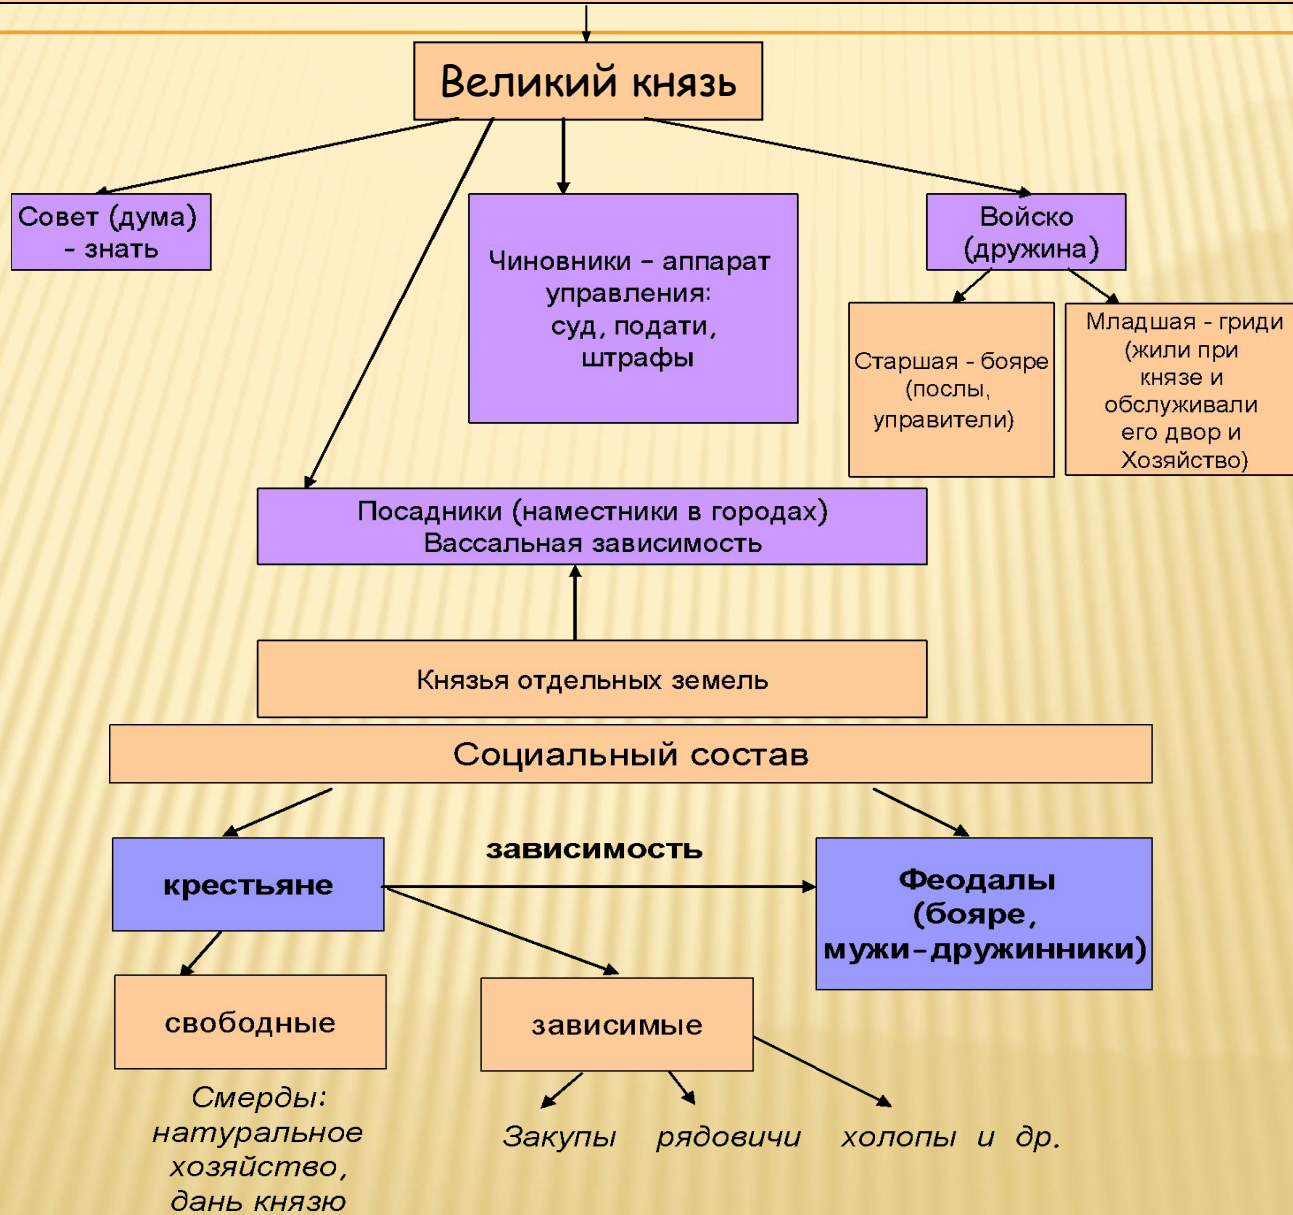 Великий князь
Совет (дума)
- знать
Чиновники – аппарат
управления:
суд, подати,
штрафы
Войско
(дружина)
Старшая - бояре
(послы,
управители)
Младшая - гриди
(жили при
князе и
обслуживали
его двор и
Хозяйство)
Посадники (наместники в городах)
Вассальная зависимость
Князья отдельных земель
Социальный состав
крестьяне
зависимость
Феодалы
(бояре,
мужи-дружинники)
свободные
зависимые
Смерды:
натуральное
хозяйство,
дань князю
Закупы рядовичи холопы и др.